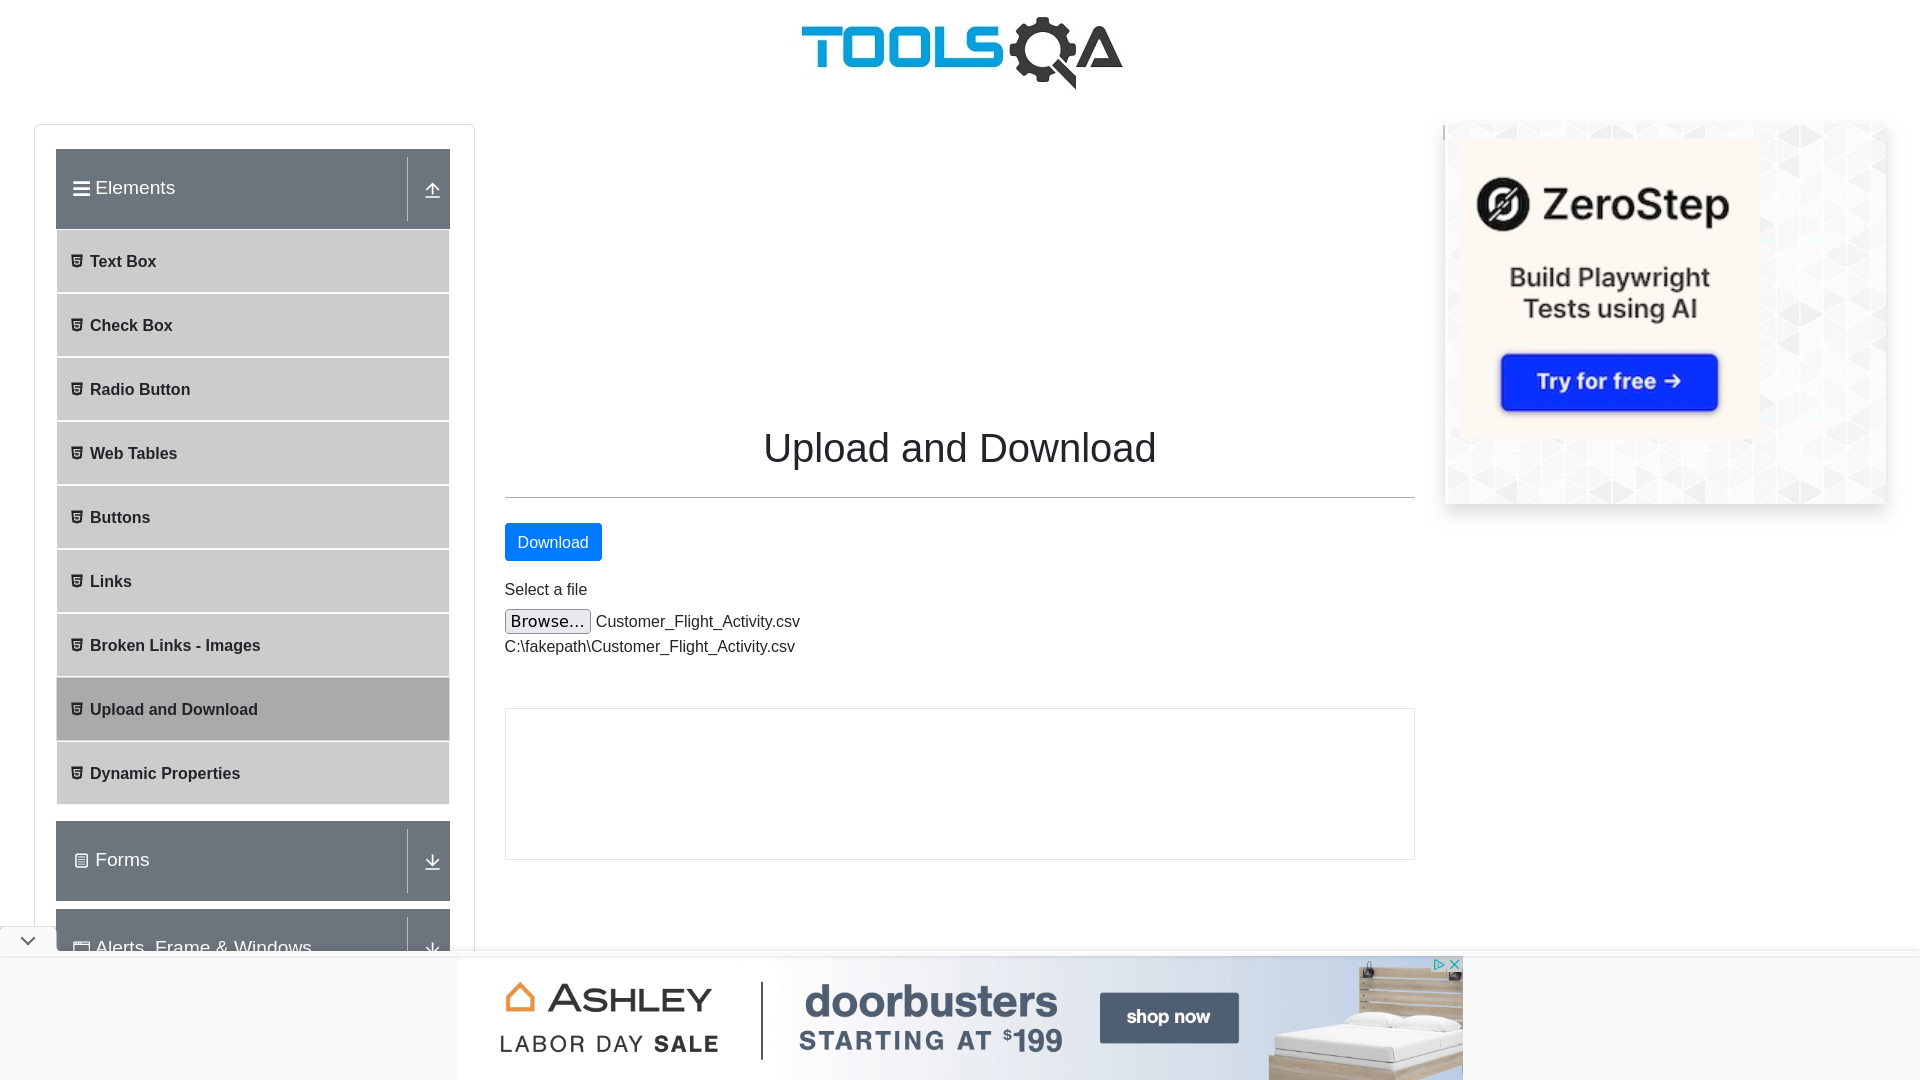 TOOLSQA
Elements
Text Box
Check Box
Radio Button
Web Tables
Buttons
Links
Broken Links - Images
Upload and Download
Dynamic Properties
Forms
Alerts, Frame & Windows
Upload and Download
Download
Select a file
Browse... Customer_Flight_Activity.csv
C:\fakepath\Customer_Flight_Activity.csv
ZeroStep
Build Playwright
Tests using AI
Try for free →
ASHLEY
LABOR DAY SALE
doorbusters
STARTING AT $199
shop now